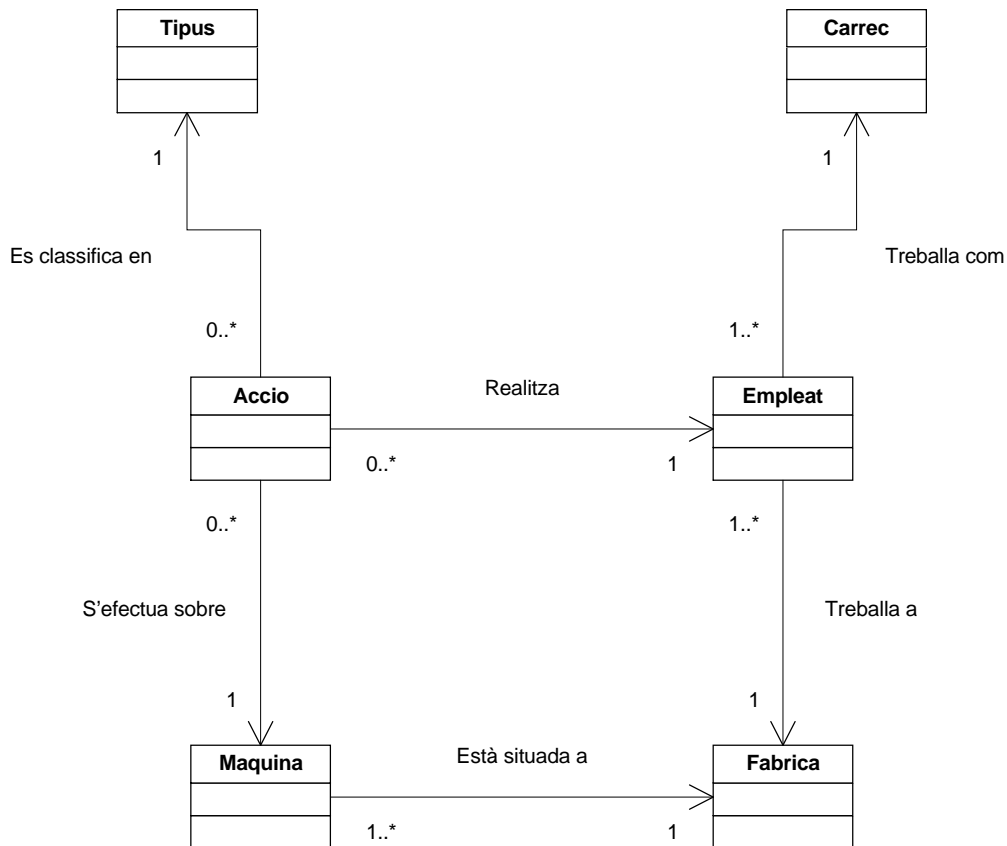 Tipus
Carrec
1
1
Es classifica en
Treballa com
0..*
1..*
Accio
Realitza
Empleat
0..*
1
0..*
1..*
S'efectua sobre
Treballa a
1
1
Maquina
Està situada a
Fabrica
1..*
1